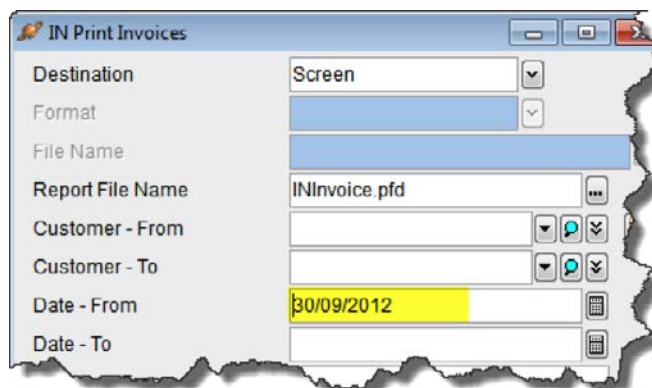 IN Print Invoices
Destination Screen
Format
File Name
Report File Name INInvoice.pfd
Customer - From
Customer - To
Date - From 30/09/2012
Date - To